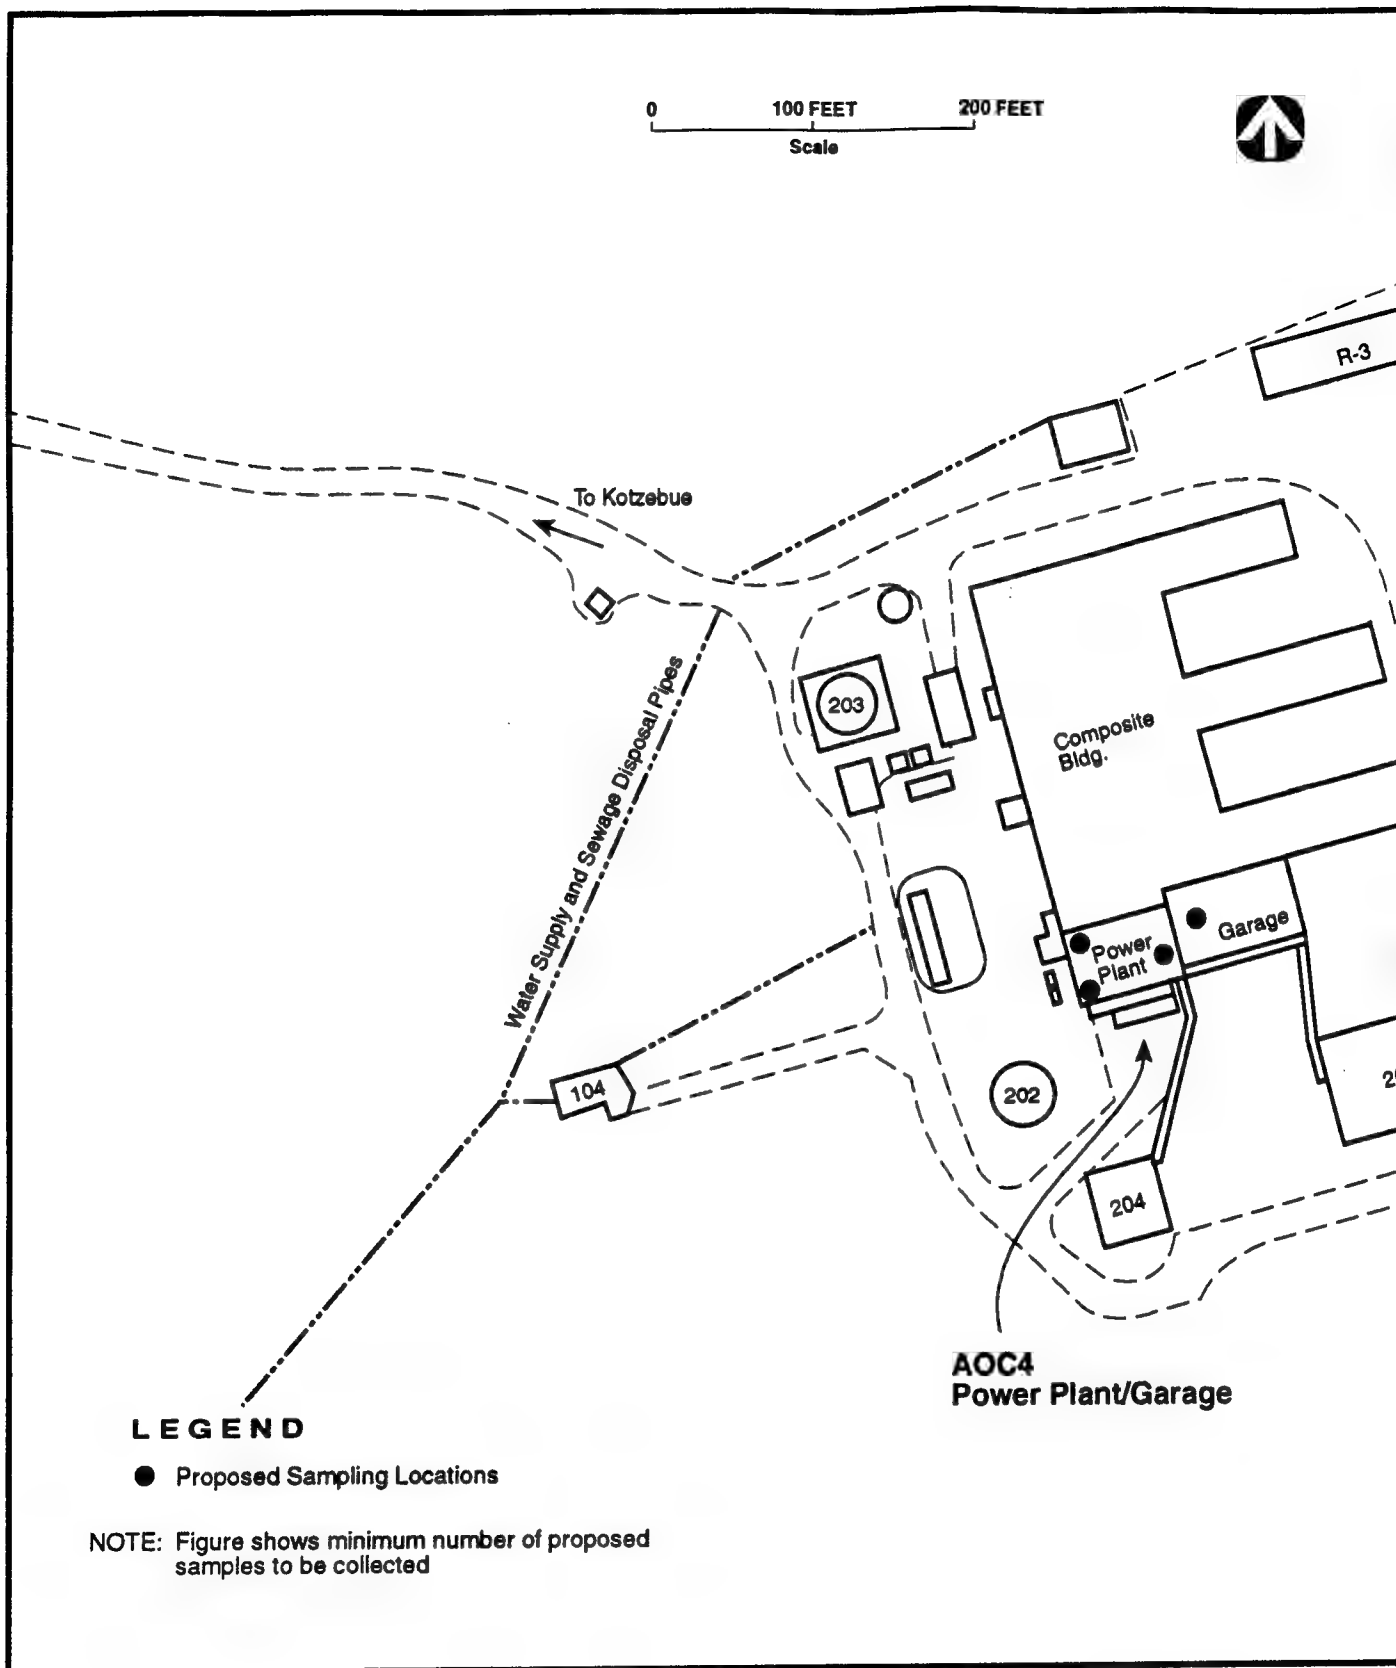 0 100 FEET 200 FEET
Scale
R-3
To Kotzebue
Water Supply and Sewage Disposal Pipes
203
Composite
Bldg.
Garage
Power
Plant
104
202
204
AOC4
Power Plant/Garage
LEGEND
Proposed Sampling Locations
NOTE: Figure shows minimum number of proposed
samples to be collected